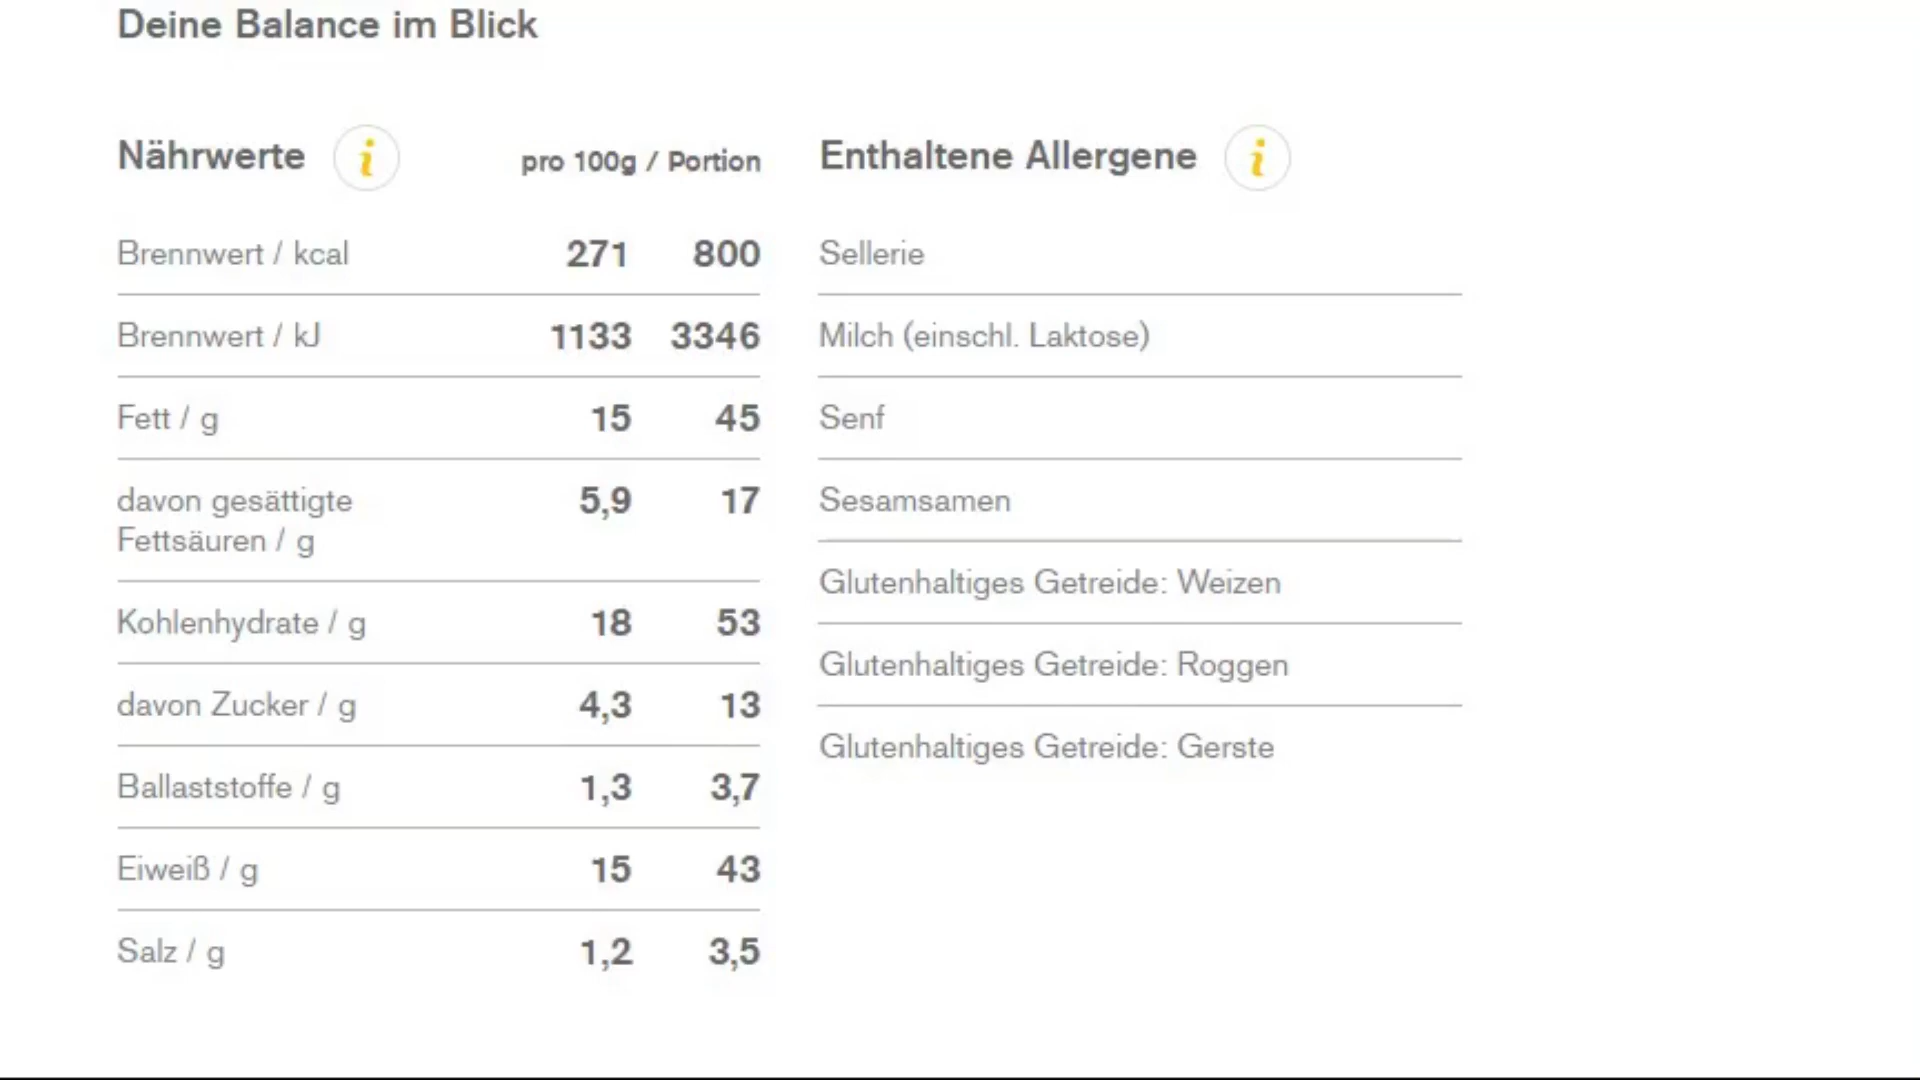 Deine Balance im Blick
Nährwerte i pro 100g / Portion
Brennwert / kcal 271 800
Brennwert / kJ 1133 3346
Fett / g 15 45
davon gesättigte 5,9 17
Fettsäuren / g
Kohlenhydrate / g 18 53
davon Zucker / g 4,3 13
Ballaststoffe / g 1,3 3,7
Eiweiß / g 15 43
Salz / g 1,2 3,5
Enthaltene Allergene i
Sellerie
Milch (einschl. Laktose)
Senf
Sesamsamen
Glutenhaltiges Getreide: Weizen
Glutenhaltiges Getreide: Roggen
Glutenhaltiges Getreide: Gerste